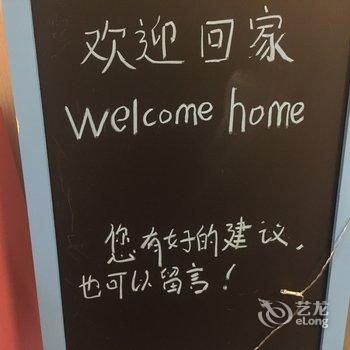 欢迎回家
Welcome home
您有好的建议,
也可以留言!
艺龙
eLong